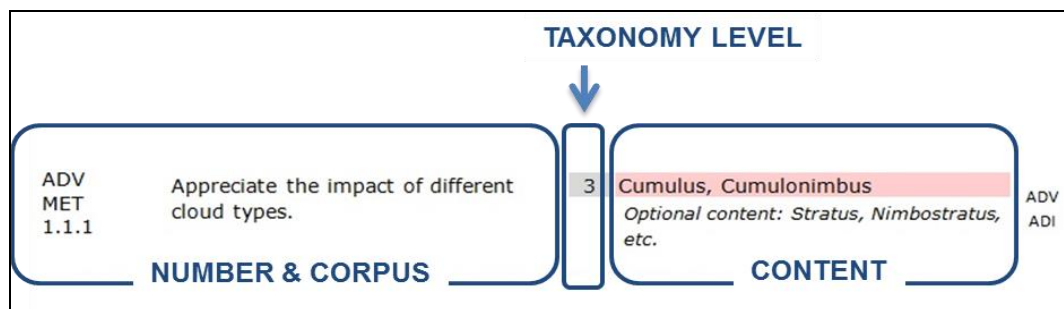 TAXONOMY LEVEL
ADV
MET
1.1.1
Appreciate the impact of different
cloud types.
3
Cumulus, Cumulonimbus
Optional content: Stratus, Nimbostratus,
etc.
ADV
ADI
NUMBER & CORPUS
CONTENT